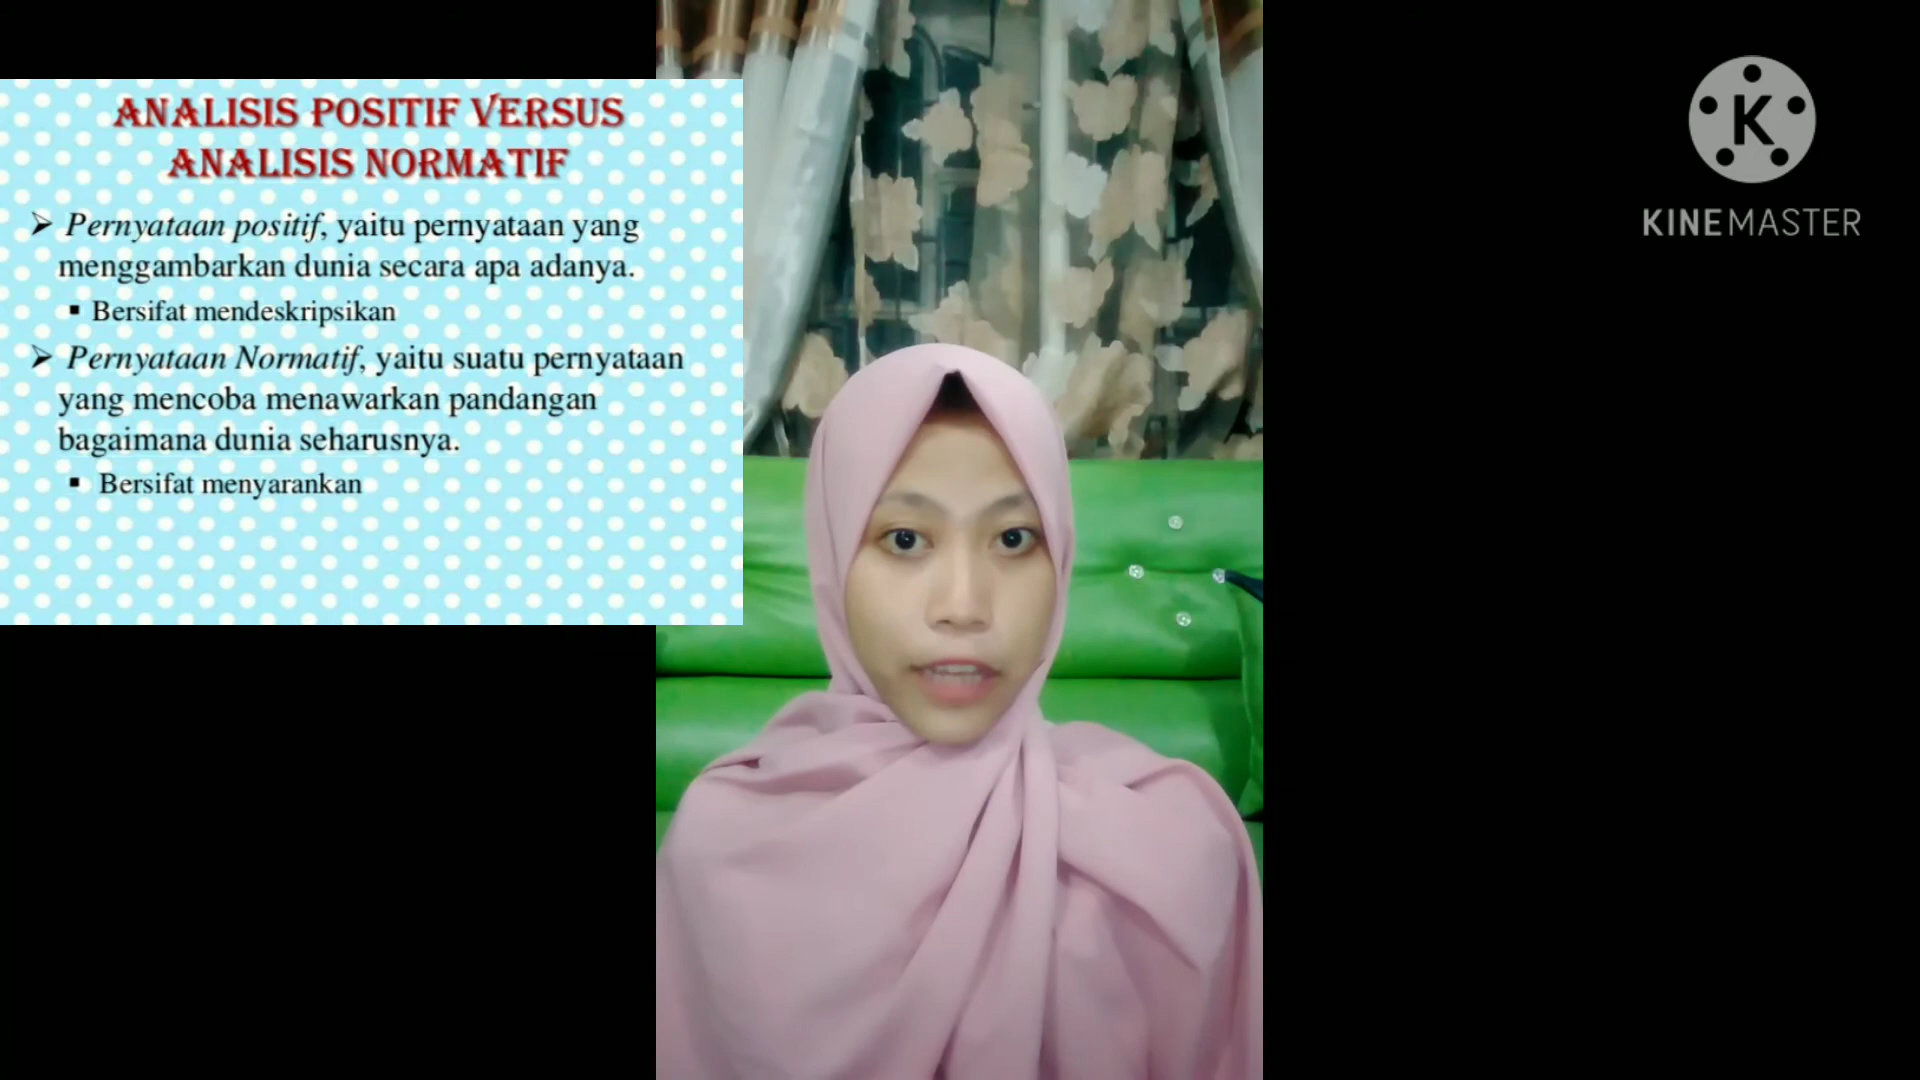 ANALISIS POSITIF VERSUS
ANALISIS NORMATIF
➢ Pernyataan positif, yaitu pernyataan yang
menggambarkan dunia secara apa adanya.
▪ Bersifat mendeskripsikan
➢ Pernyataan Normatif, yaitu suatu pernyataan
yang mencoba menawarkan pandangan
bagaimana dunia seharusnya.
▪ Bersifat menyarankan
K
KINEMASTER